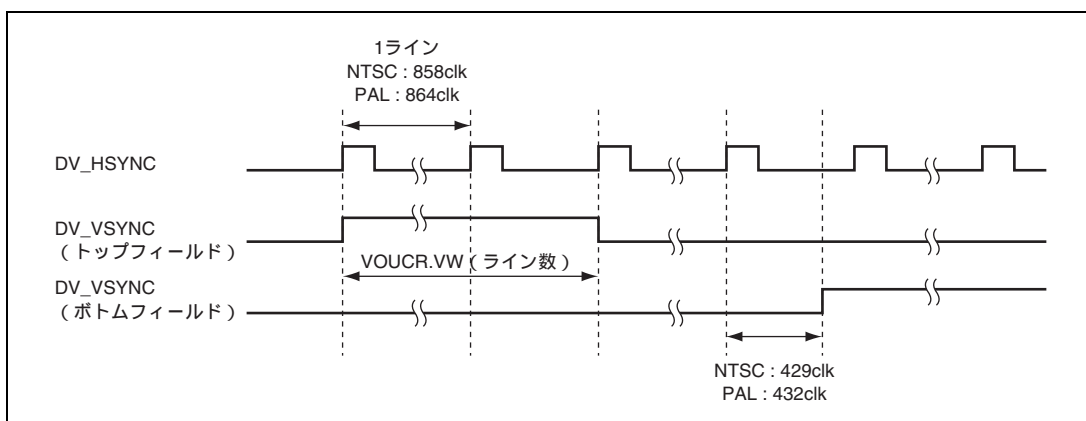 1ライン
NTSC : 858clk
PAL : 864clk
DV_HSYNC
DV_VSYNC
(トップフィールド)
VOUCR.VW(ライン数)
DV_VSYNC
(ボトムフィールド)
NTSC : 429clk
PAL : 432clk